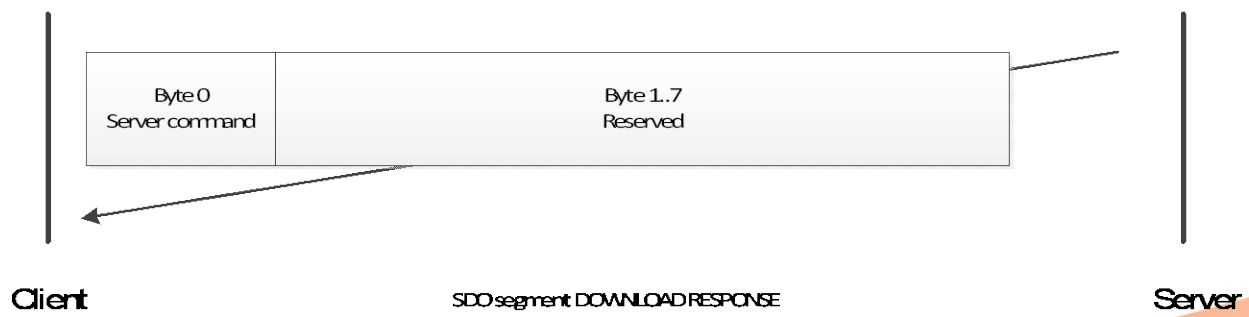 Byte 0
Server command
Byte 1..7
Reserved
Client
SDO segment DOWNLOAD RESPONSE
Server